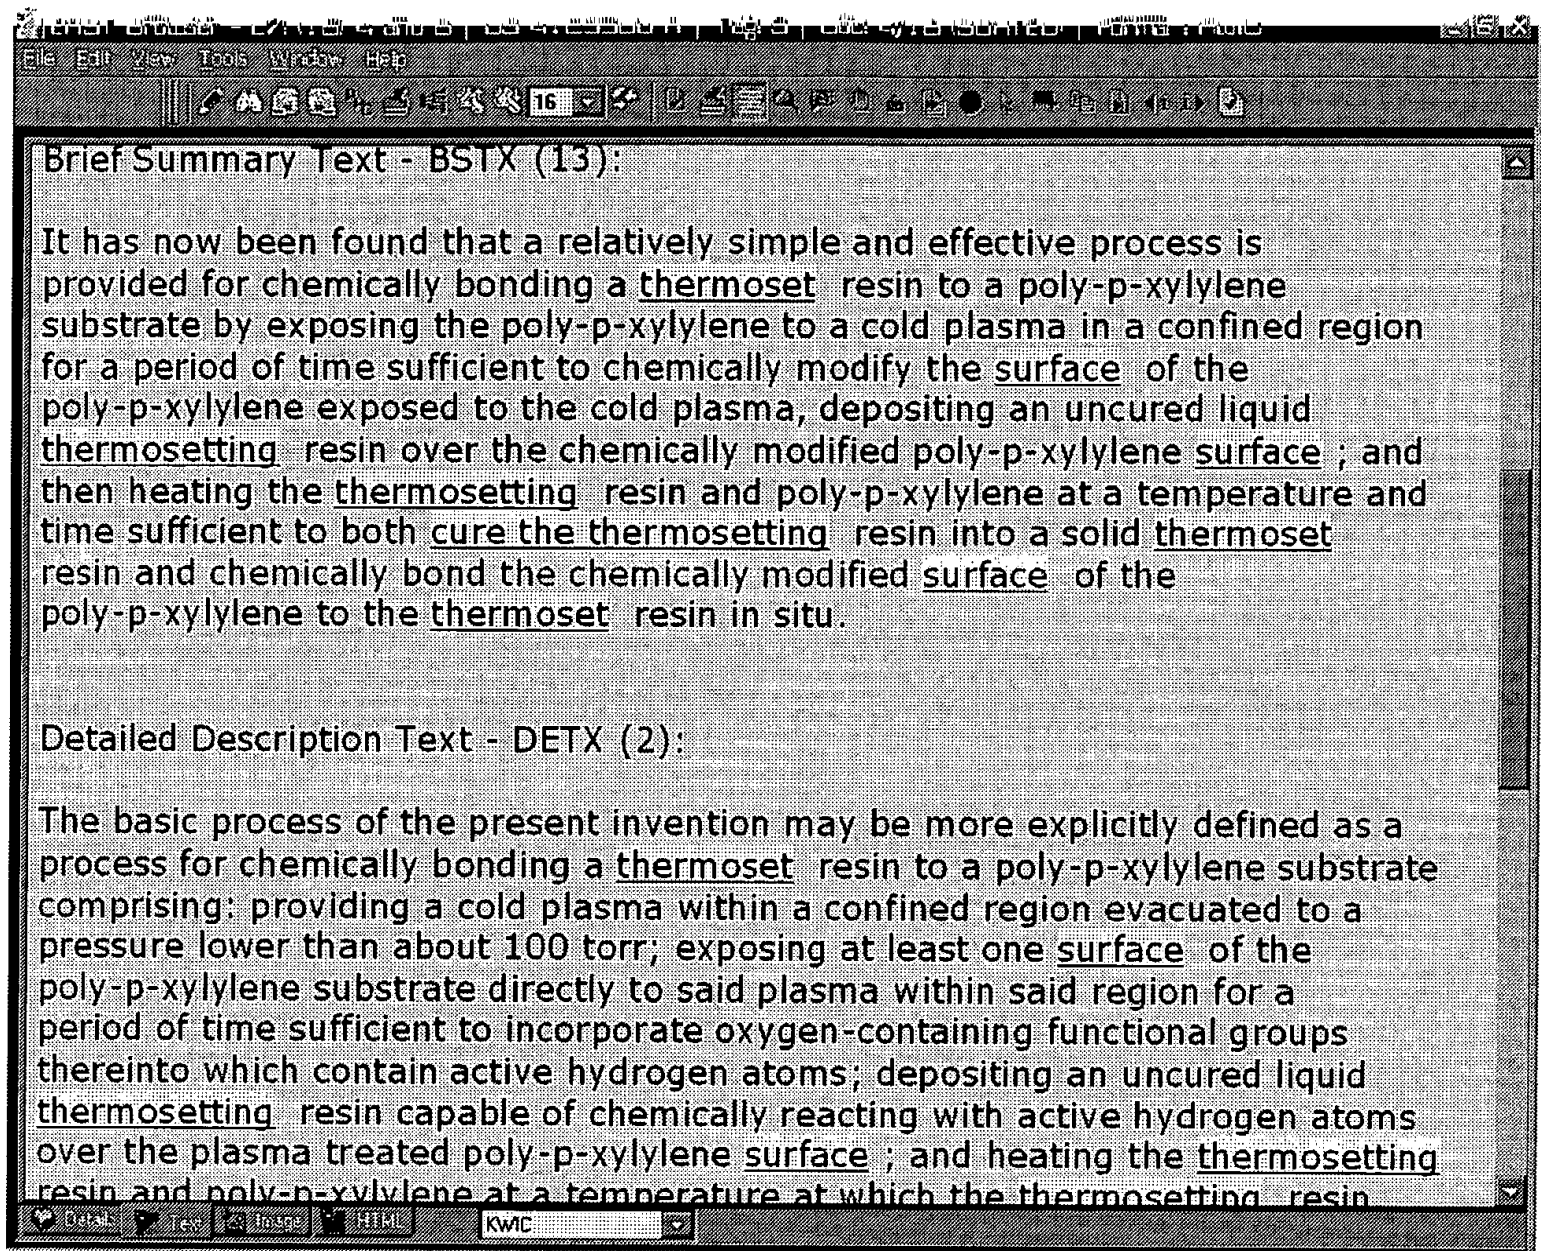 File Edit View Tools Window Help
16
Brief Summary Text - BSTX (13):
It has now been found that a relatively simple and effective process is
provided for chemically bonding a thermoset resin to a poly-p-xylylene
substrate by exposing the poly-p-xylylene to a cold plasma in a confined region
for a period of time sufficient to chemically modify the surface of the
poly-p-xylylene exposed to the cold plasma, depositing an uncured liquid
thermosetting resin over the chemically modified poly-p-xylylene surface ; and
then heating the thermosetting resin and poly-p-xylylene at a temperature and
time sufficient to both cure the thermosetting resin into a solid thermoset
resin and chemically bond the chemically modified surface of the
poly-p-xylylene to the thermoset resin in situ.
Detailed Description Text - DETX (2):
The basic process of the present invention may be more explicitly defined as a
process for chemically bonding a thermoset resin to a poly-p-xylylene substrate
comprising: providing a cold plasma within a confined region evacuated to a
pressure lower than about 100 torr; exposing at least one surface of the
poly-p-xylylene substrate directly to said plasma within said region for a
period of time sufficient to incorporate oxygen-containing functional groups
thereinto which contain active hydrogen atoms; depositing an uncured liquid
thermosetting resin capable of chemically reacting with active hydrogen atoms
over the plasma treated poly-p-xylylene surface ; and heating the thermosetting
resin and poly-p-xylylene at a temperature at which the thermosetting resin
Details Text Image HTML KWIC